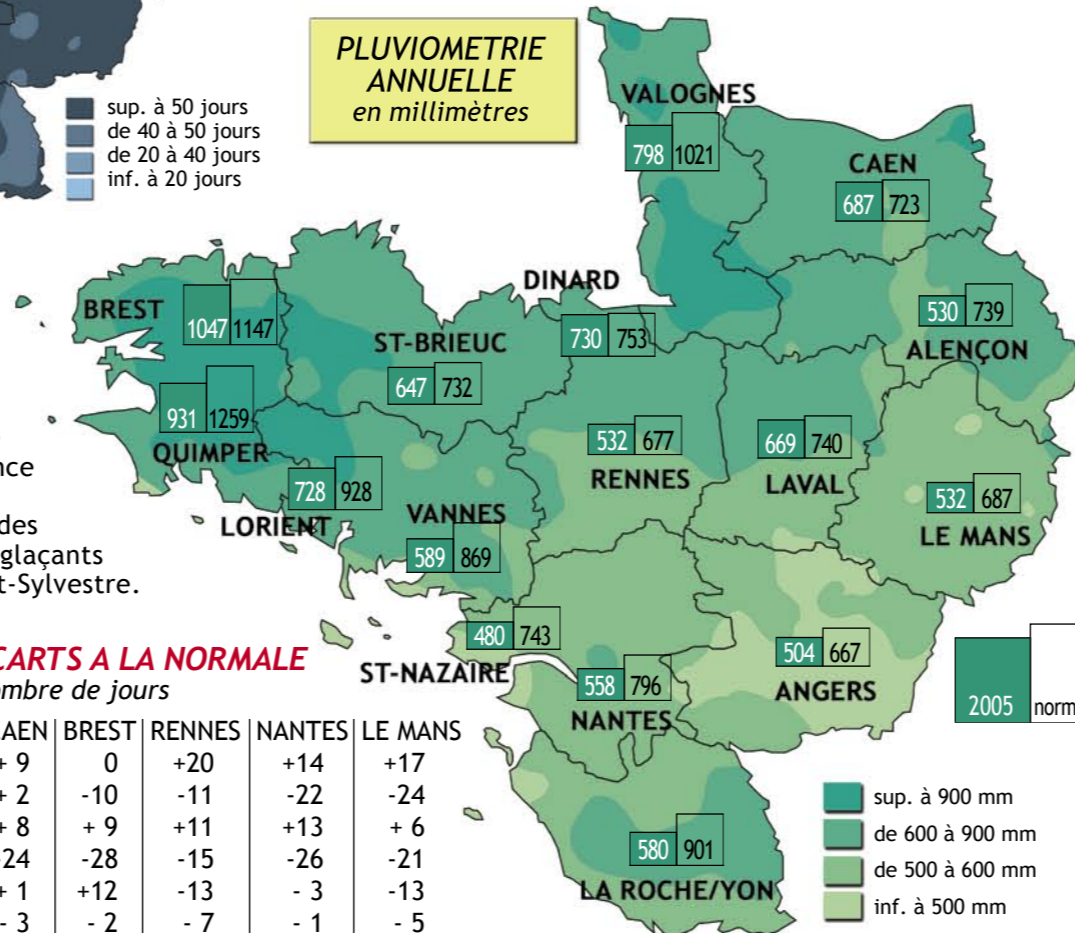 PLUVIOMETRIE
ANNUELLE
en millimètres
sup. à 50 jours
de 40 à 50 jours
de 20 à 40 jours
inf. à 20 jours
VALOGNES
798 1021
CAEN
687 723
DINARD
730 753
BREST
1047 1147
ST-BRIEUC
647 732
530 739
ALENÇON
931 1259
QUIMPER
532 677
RENNES
669 740
LAVAL
728 928
LORIENT
VANNES
589 869
532 687
LE MANS
des
glaçants
t-Sylvestre.
480 743
ST-NAZAIRE
558 796
NANTES
504 667
ANGERS
2005 norm
CARTS A LA NORMALE
ombre de jours
AEN BREST RENNES NANTES LE MANS
+ 9 0 +20 +14 +17
+ 2 -10 -11 -22 -24
+ 8 + 9 +11 +13 + 6
-24 -28 -15 -26 -21
+ 1 +12 -13 - 3 -13
- 3 - 2 - 7 - 1 - 5
580 901
LA ROCHE/YON
sup. à 900 mm
de 600 à 900 mm
de 500 à 600 mm
inf. à 500 mm